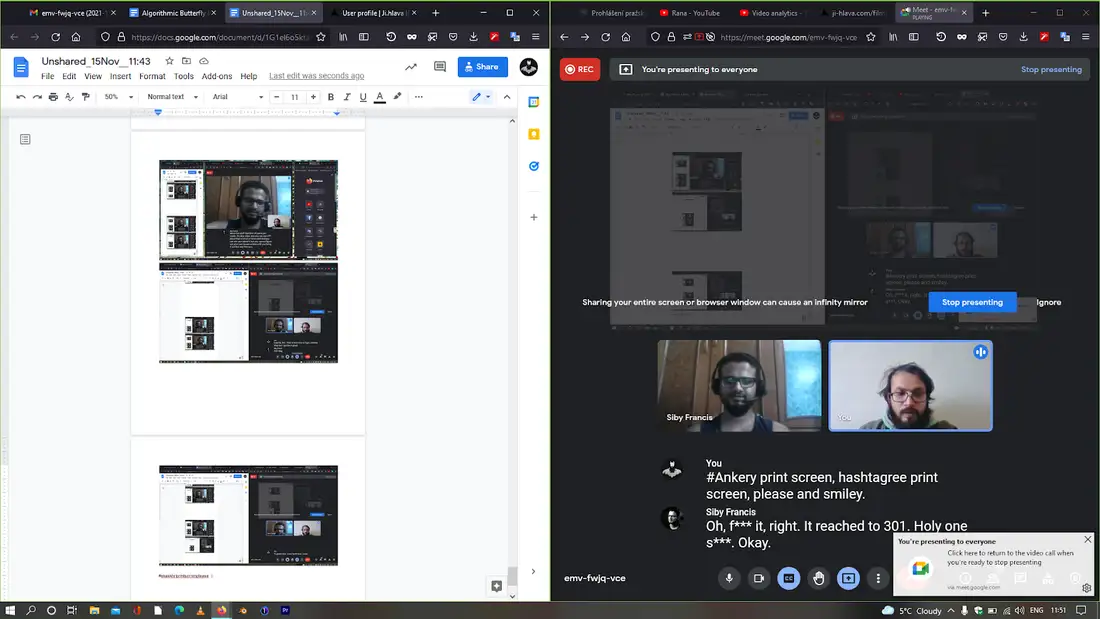 emv-fwjq-vce (2021-
Algorithmic Butterfly
Unshared_15Nov__11:43
User profile | Ji.hlava
https://docs.google.com/document/d/1G1eI6o5kt
Unshared_15Nov__11:43
File Edit View Insert Format Tools Add-ons Help Last edit was seconds ago
Share
50% Normal text Arial 11 B I U A
Prohlášení pražsk
Rana - YouTube
Video analytics -
ji-hlava.com/Film
Meet - emv-f
PLAYING
https://meet.google.com/emv-fwjq-vce
REC
You're presenting to everyone
Stop presenting
Sharing your entire screen or browser window can cause an infinity mirror
Stop presenting
Ignore
Siby Francis
You
You
#Ankery print screen, hashtagree print
screen, please and smiley.
Siby Francis
Oh, f*** it, right. It reached to 301. Holy one
s***. Okay.
You're presenting to everyone
Click here to return to the video call when
you're ready to stop presenting
via meet.google.com
emv-fwjq-vce
5°C Cloudy
ENG
11:51